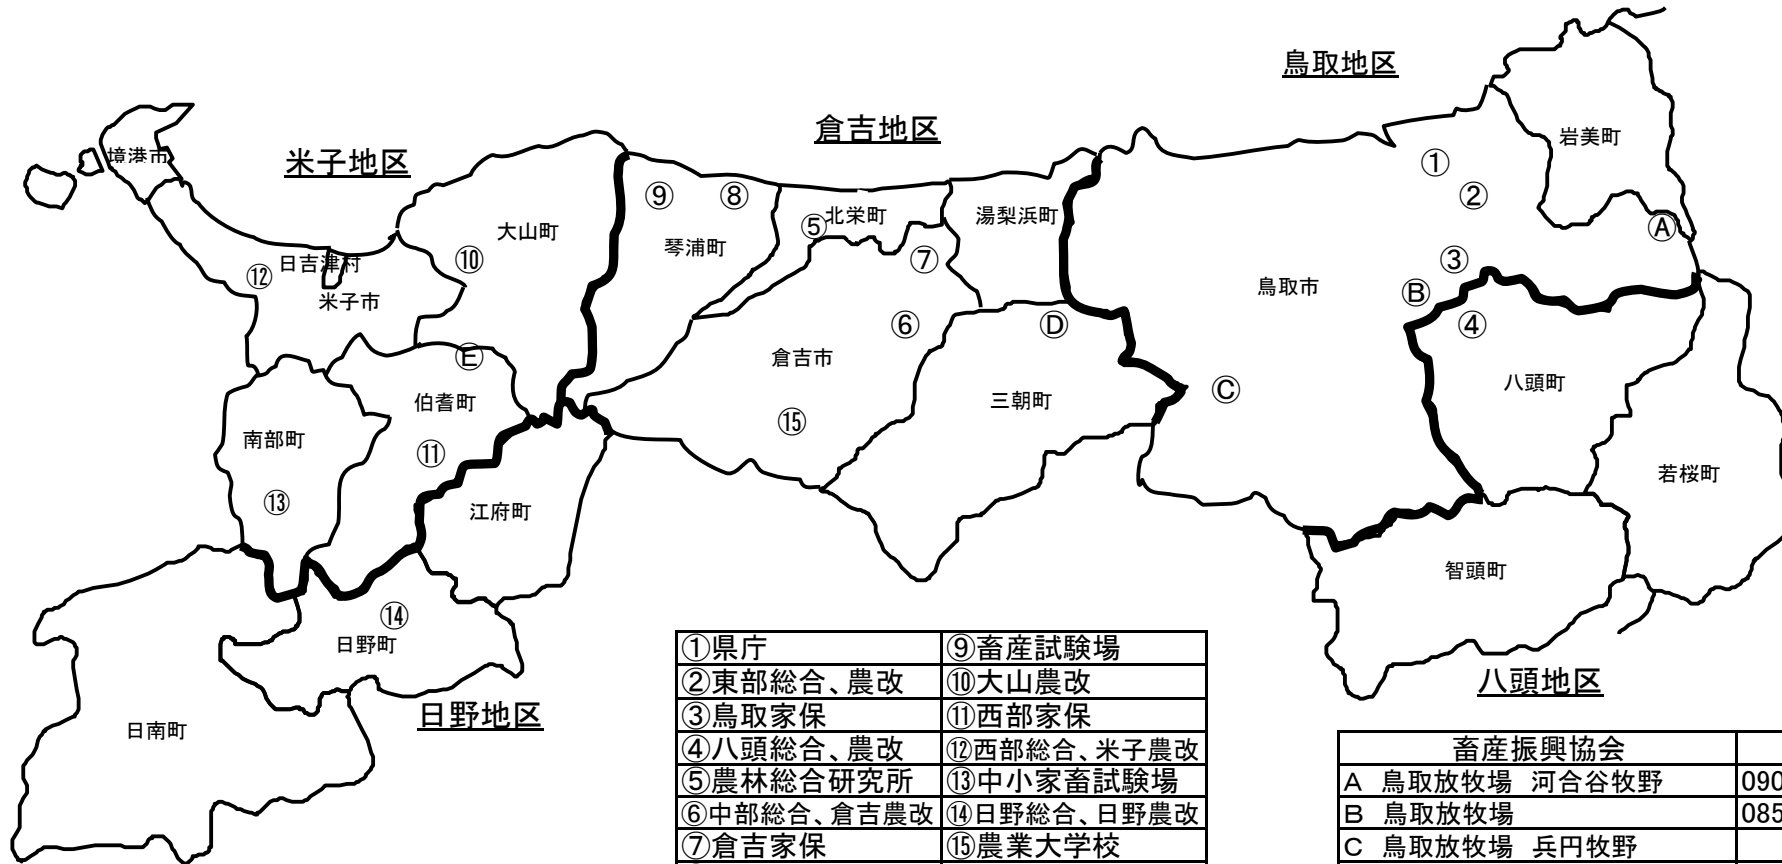 鳥取地区
倉吉地区
米子地区
境港市
岩美町
①
②
⑨
⑧
北栄町
⑤
湯梨浜町
Ⓐ
大山町
琴浦町
⑩
日吉津村
⑫
米子市
⑦
③
鳥取市
Ⓑ
④
⑥
Ⓓ
倉吉市
Ⓔ
八頭町
Ⓒ
伯耆町
三朝町
⑮
南部町
⑪
若桜町
⑬
江府町
智頭町
⑭
日野町
八頭地区
日南町
日野地区
①県庁 ⑨畜産試験場
②東部総合、農改 ⑩大山農改
③鳥取家保 ⑪西部家保
④八頭総合、農改 ⑫西部総合、米子農改
⑤農林総合研究所 ⑬中小家畜試験場
⑥中部総合、倉吉農改 ⑭日野総合、日野農改
⑦倉吉家保 ⑮農業大学校
畜産振興協会
A 鳥取放牧場 河合谷牧野 090
B 鳥取放牧場 085
C 鳥取放牧場 兵円牧野